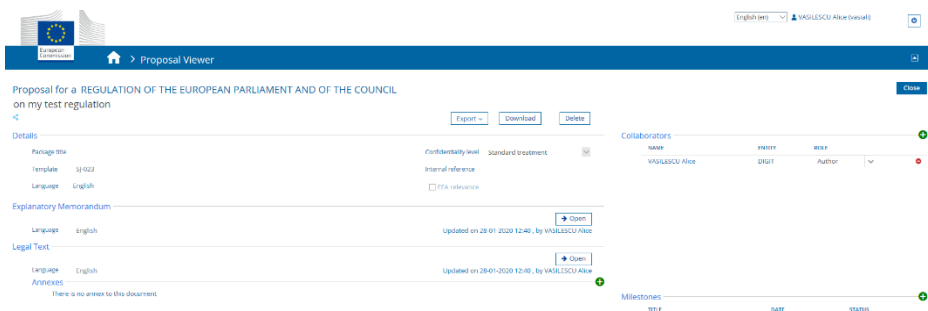 English (en) VASILESCU Alice (vasiali)
European
Commission
> Proposal Viewer
Proposal for a REGULATION OF THE EUROPEAN PARLIAMENT AND OF THE COUNCIL
Close
on my test regulation
Export Download Delete
Details
Package title
Confidentiality level Standard treatment
Template SJ-023
Internal reference
Language English
EEA relevance
Explanatory Memorandum
Open
Language English
Updated on 28-01-2020 12:40 , by VASILESCU Alice
Legal Text
Open
Language English
Updated on 28-01-2020 12:40 , by VASILESCU Alice
Annexes
There is no annex to this document
Collaborators
NAME ENTITY ROLE
VASILESCU Alice DIGIT Author
Milestones
TITLE DATE STATUS